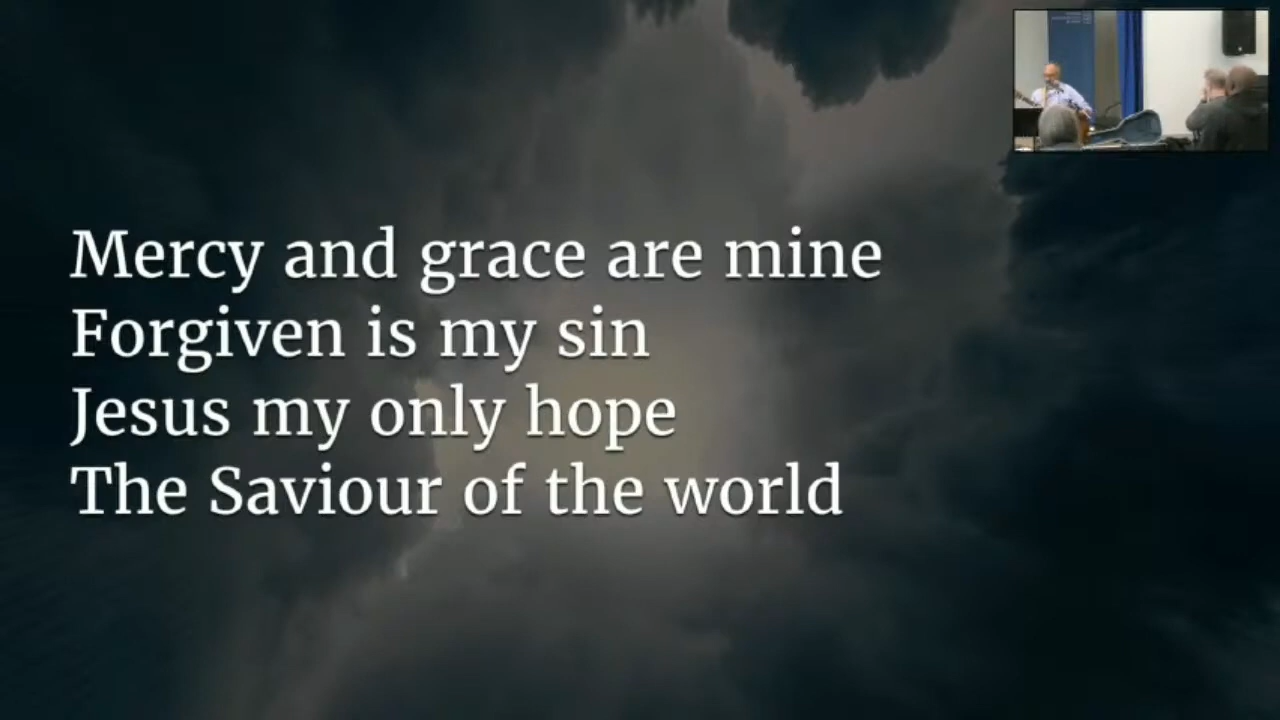 Mercy and grace are mine
Forgiven is my sin
Jesus my only hope
The Saviour of the world